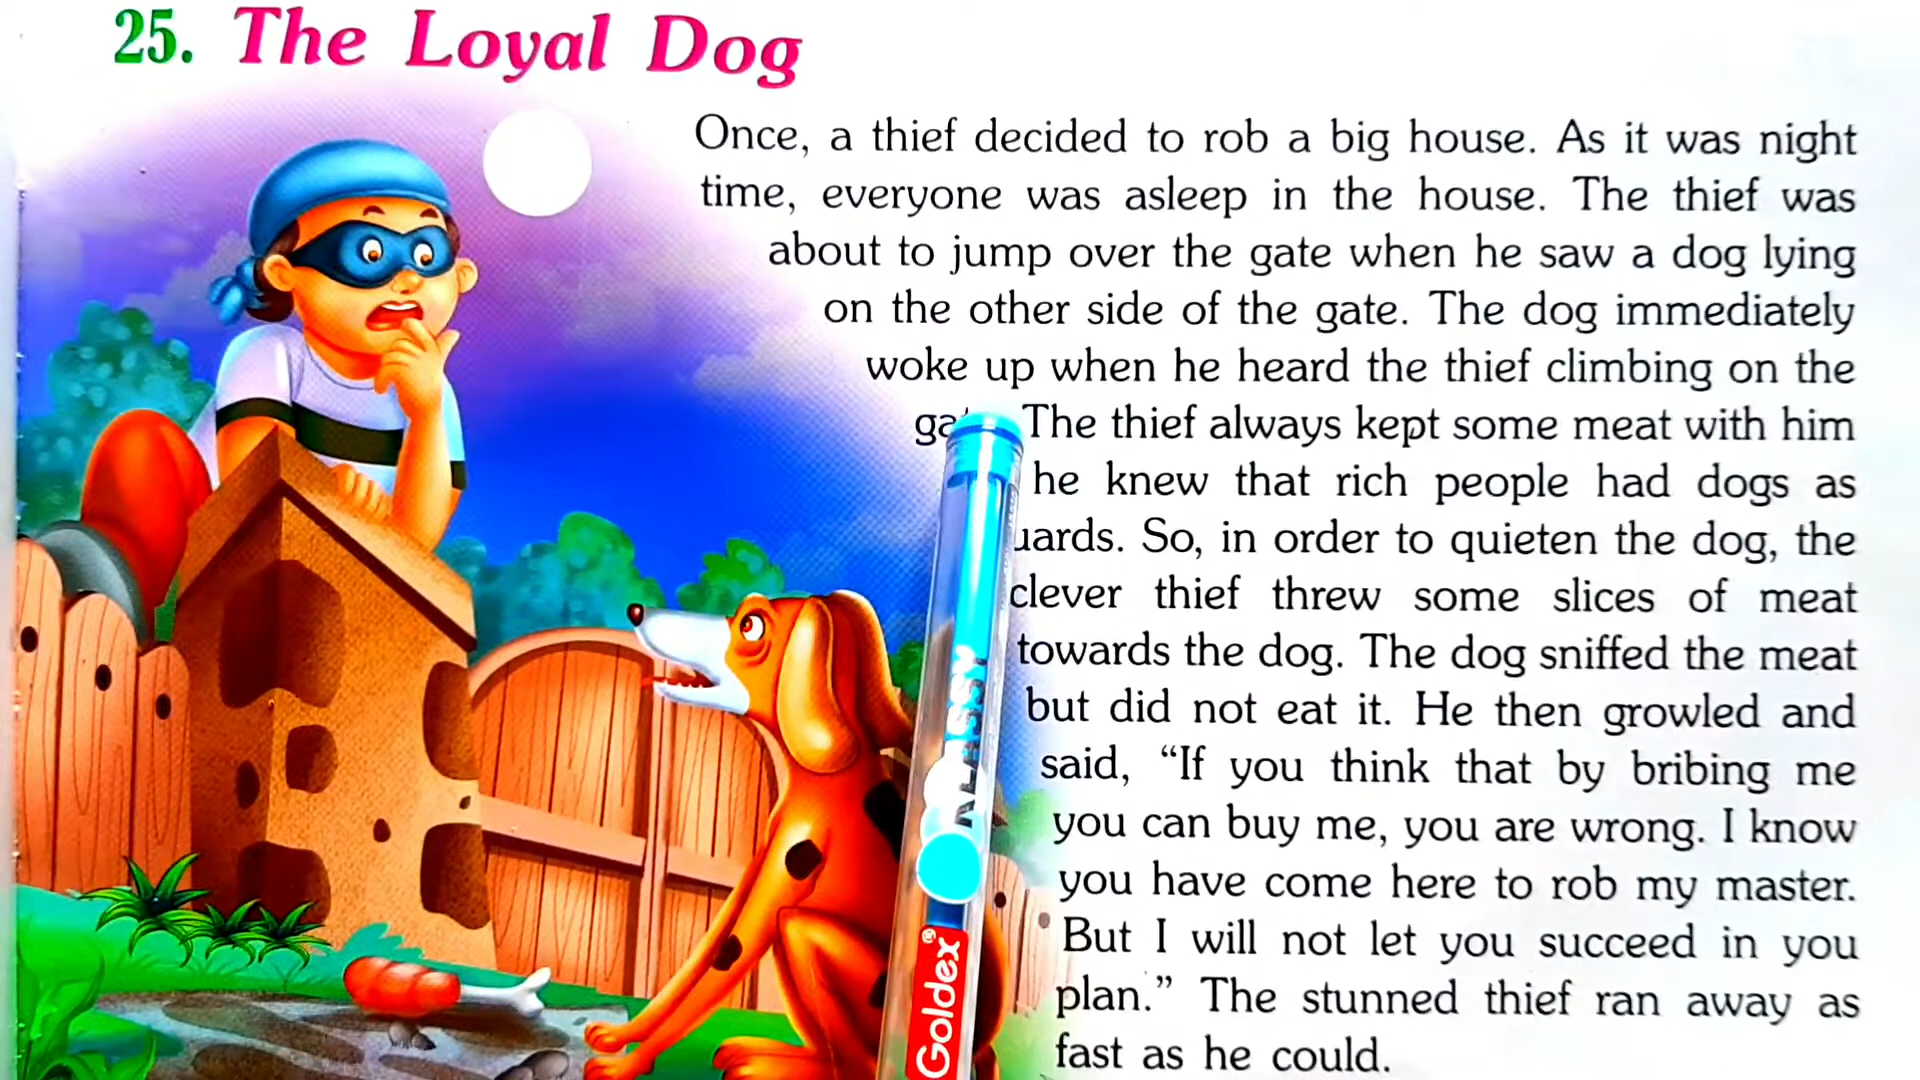 25. The Loyal Dog
Once, a thief decided to rob a big house. As it was night
time, everyone was asleep in the house. The thief was
about to jump over the gate when he saw a dog lying
on the other side of the gate. The dog immediately
woke up when he heard the thief climbing on the
The thief always kept some meat with him
he knew that rich people had dogs as
So, in order to quieten the dog, the
clever thief threw some slices of meat
towards the dog. The dog sniffed the meat
but did not eat it. He then growled and
said, “If you think that by bribing me
you can buy me, you are wrong. I know
you have come here to rob my master.
But I will not let you succeed in you
plan.” The stunned thief ran away as
fast as he could.
Goldex